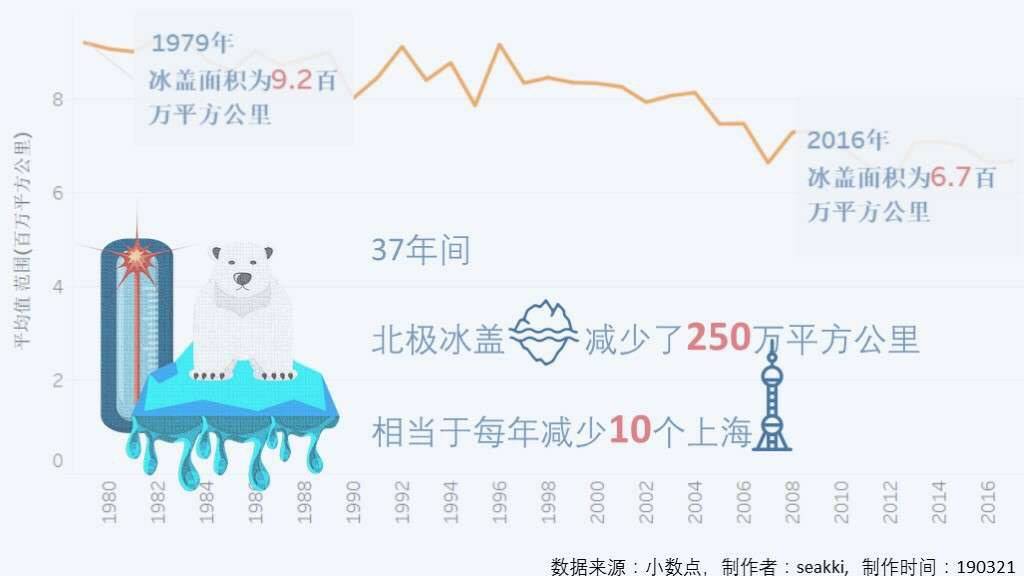 1979年
冰盖面积为9.2百
万平方公里
2016年
冰盖面积为6.7百
万平方公里
平均值 范围(百万平方公里)
8
6
4
2
0
37年间
北极冰盖减少了250万平方公里
相当于每年减少10个上海
1980 1982 1984 1986 1988 1990 1992 1994 1996 1998 2000 2002 2004 2006 2008 2010 2012 2014 2016
数据来源：小数点，制作者：seakki，制作时间：190321